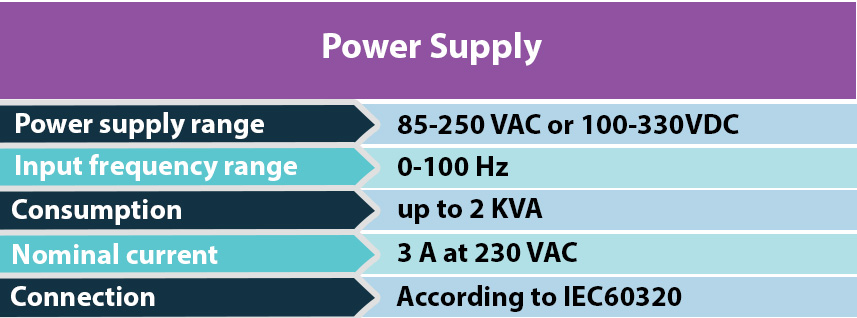 Power Supply
Power supply range 85-250 VAC or 100-330VDC
Input frequency range 0-100 Hz
Consumption up to 2 KVA
Nominal current 3 A at 230 VAC
Connection According to IEC60320